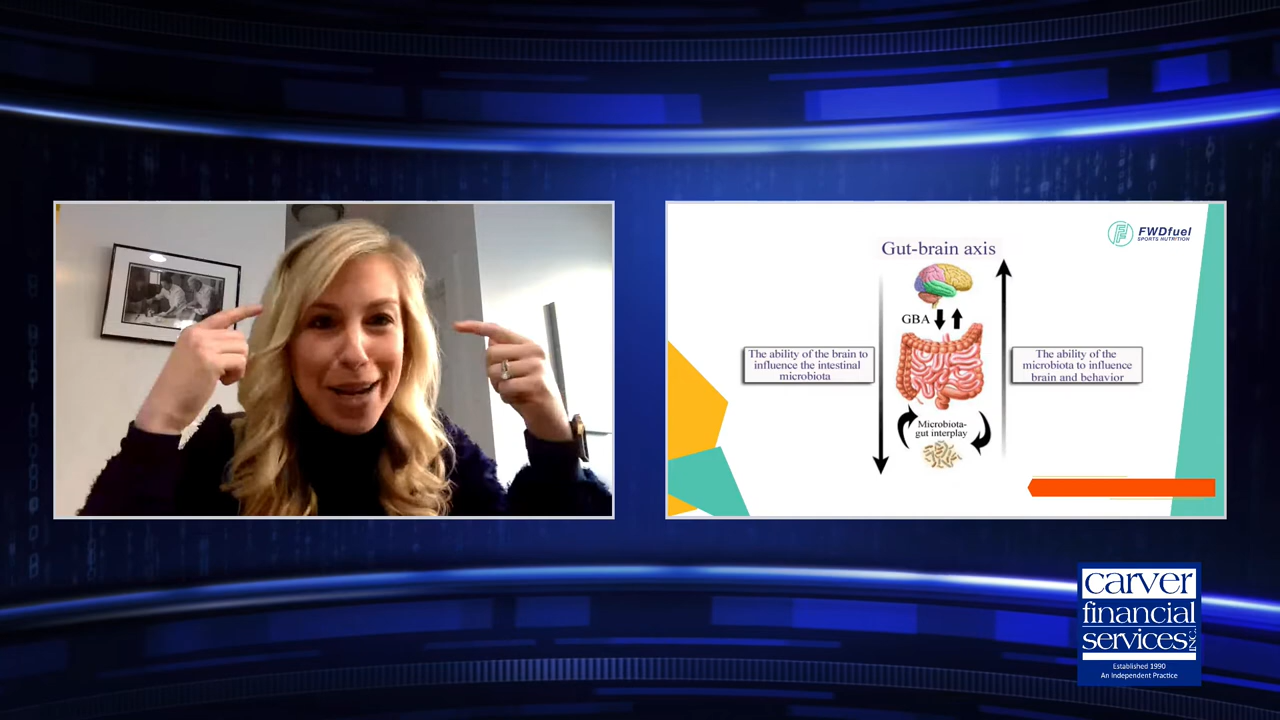 FWDfuel
SPORTS NUTRITION
Gut-brain axis
GBA
The ability of the brain to
influence the intestinal
microbiota
The ability of the
microbiota to influence
brain and behavior
Microbiota-
gut interplay
carver
financial
services INC.
Established 1990
An Independent Practice